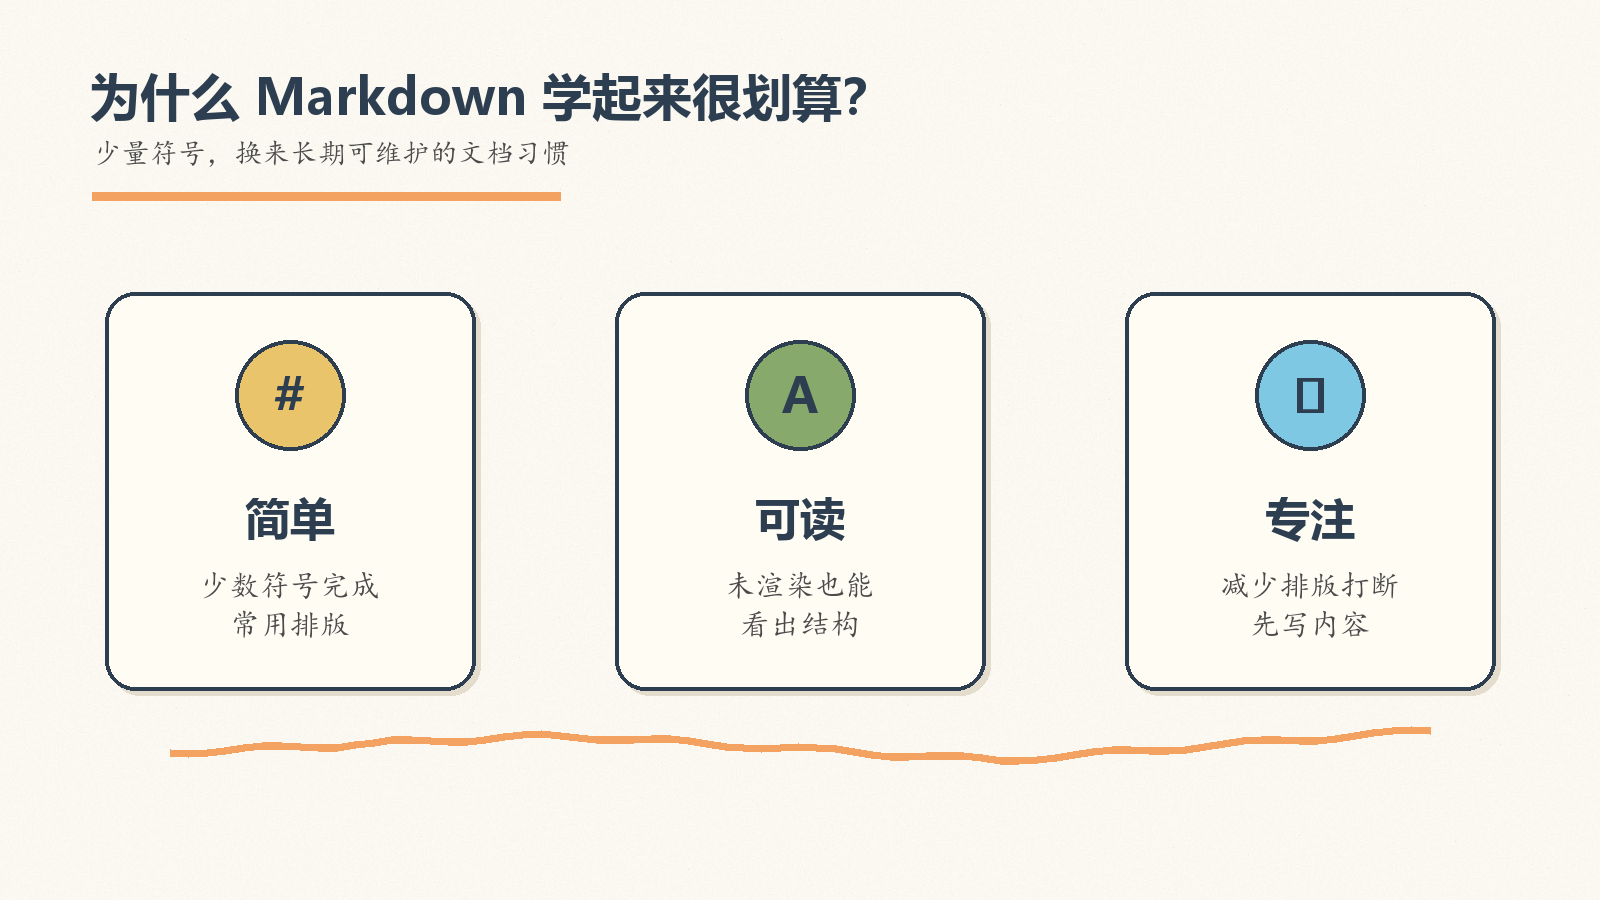 为什么 Markdown 学起来很划算?
少量符号，换来长期可维护的文档习惯
#
简单
少数符号完成
常用排版
A
可读
未渲染也能
看出结构
专注
减少排版打断
先写内容